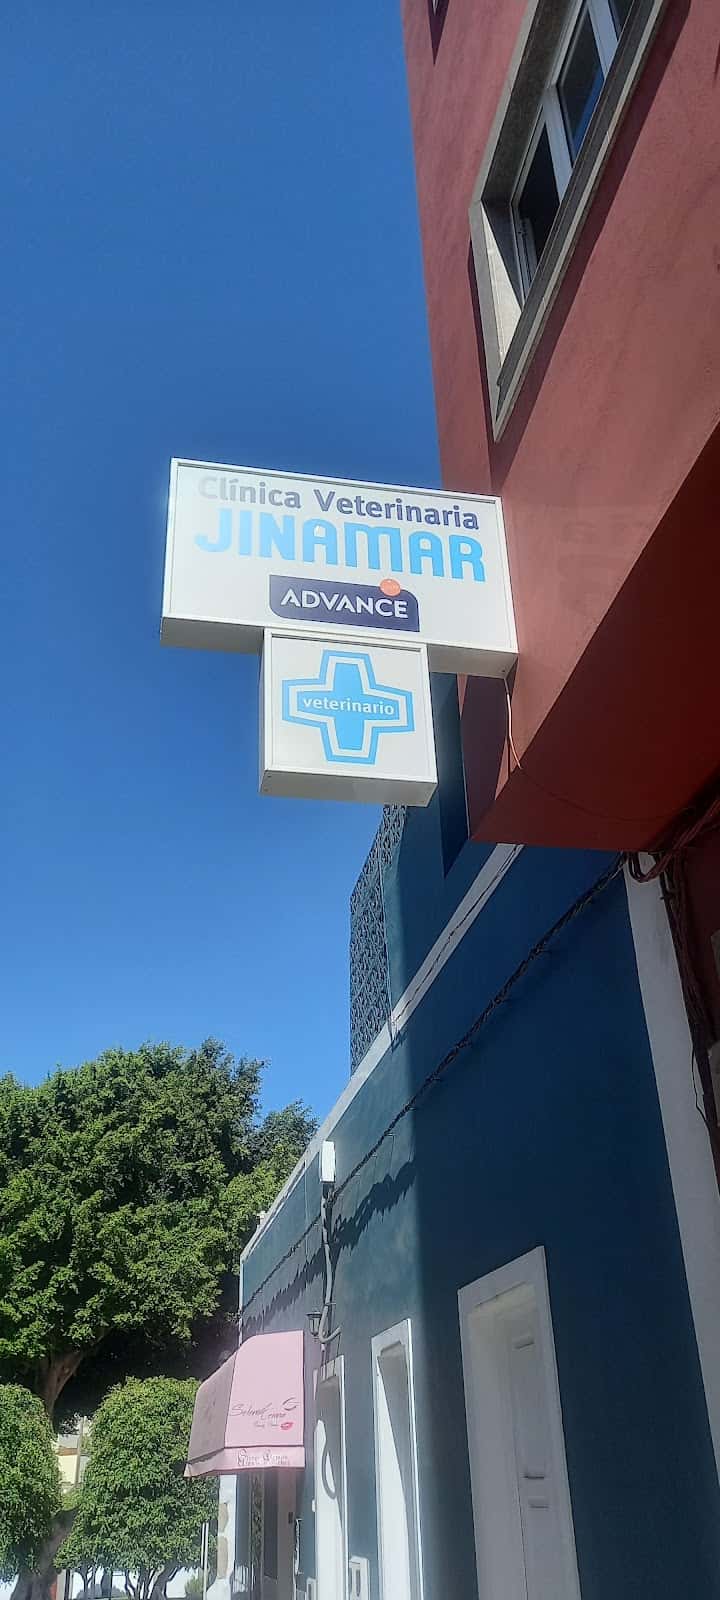 Clínica Veterinaria
JINAMAR
ADVANCE
veterinario